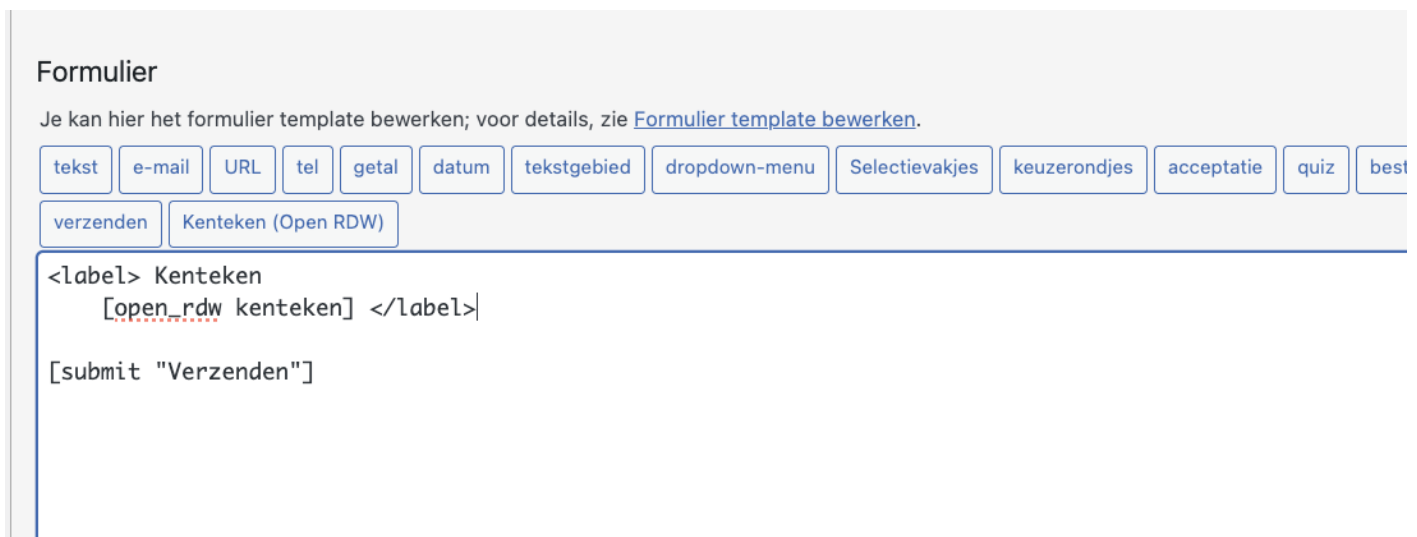 Formulier
Je kan hier het formulier template bewerken; voor details, zie Formulier template bewerken.
tekst e-mail URL tel getal datum tekstgebied dropdown-menu Selectievakjes keuzerondjes acceptatie quiz best
verzenden Kenteken (Open RDW)
<label> Kenteken
    [open_rdw kenteken] </label>
[submit "Verzenden"]